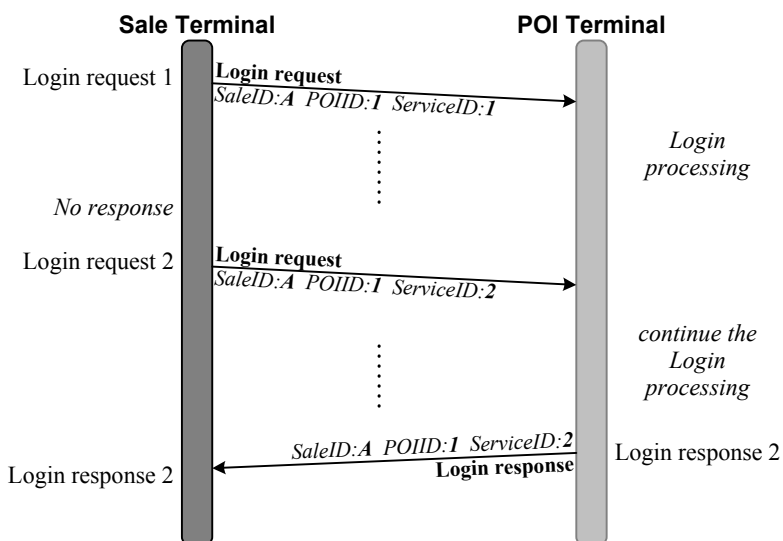 Sale Terminal
POI Terminal
Login request 1
Login request
SaleID:A POIID:1 ServiceID:1
Login
processing
No response
Login request 2
Login request
SaleID:A POIID:1 ServiceID:2
continue the
Login
processing
SaleID:A POIID:1 ServiceID:2
Login response
Login response 2
Login response 2